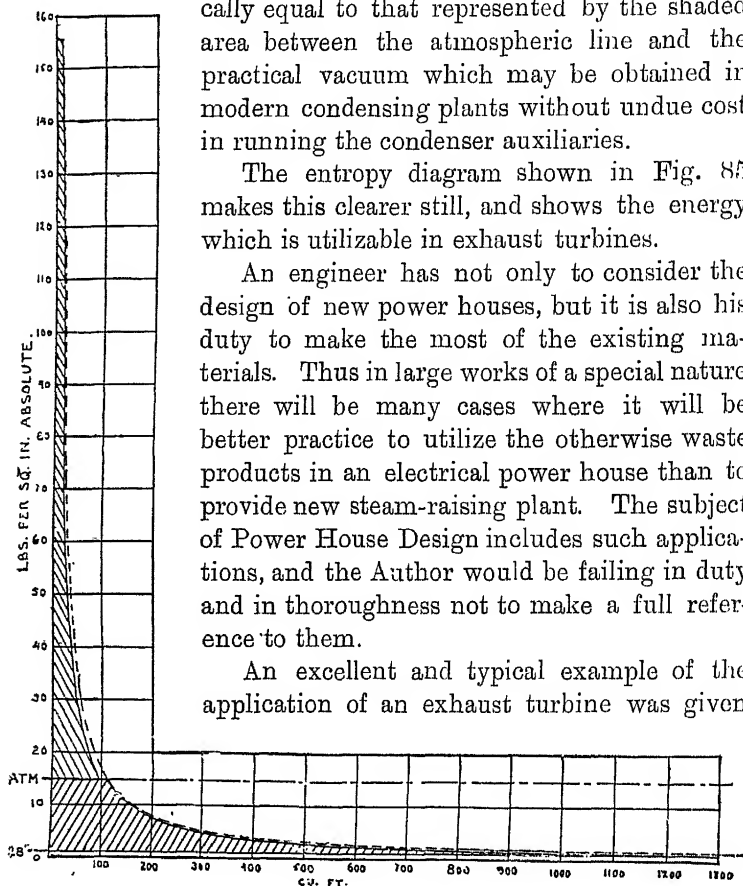 cally equal to that represented by the shaded
area between the atmospheric line and the
practical vacuum which may be obtained in
modern condensing plants without undue cost
in running the condenser auxiliaries.
The entropy diagram shown in Fig. 85
makes this clearer still, and shows the energy
which is utilizable in exhaust turbines.
An engineer has not only to consider the
design of new power houses, but it is also his
duty to make the most of the existing ma-
terials. Thus in large works of a special nature
there will be many cases where it will be
better practice to utilize the otherwise waste
products in an electrical power house than to
provide new steam-raising plant. The subject
of Power House Design includes such applica-
tions, and the Author would be failing in duty
and in thoroughness not to make a full refer-
ence to them.
An excellent and typical example of the
application of an exhaust turbine was given
LBS. PER SQ. IN. ABSOLUTE.
160
150
140
130
120
110
100
90
80
70
60
50
40
30
20
ATM
10
28"
0
100 200 300 400 500 600 700 800 900 1000 1100 1200 1300
CU. FT.